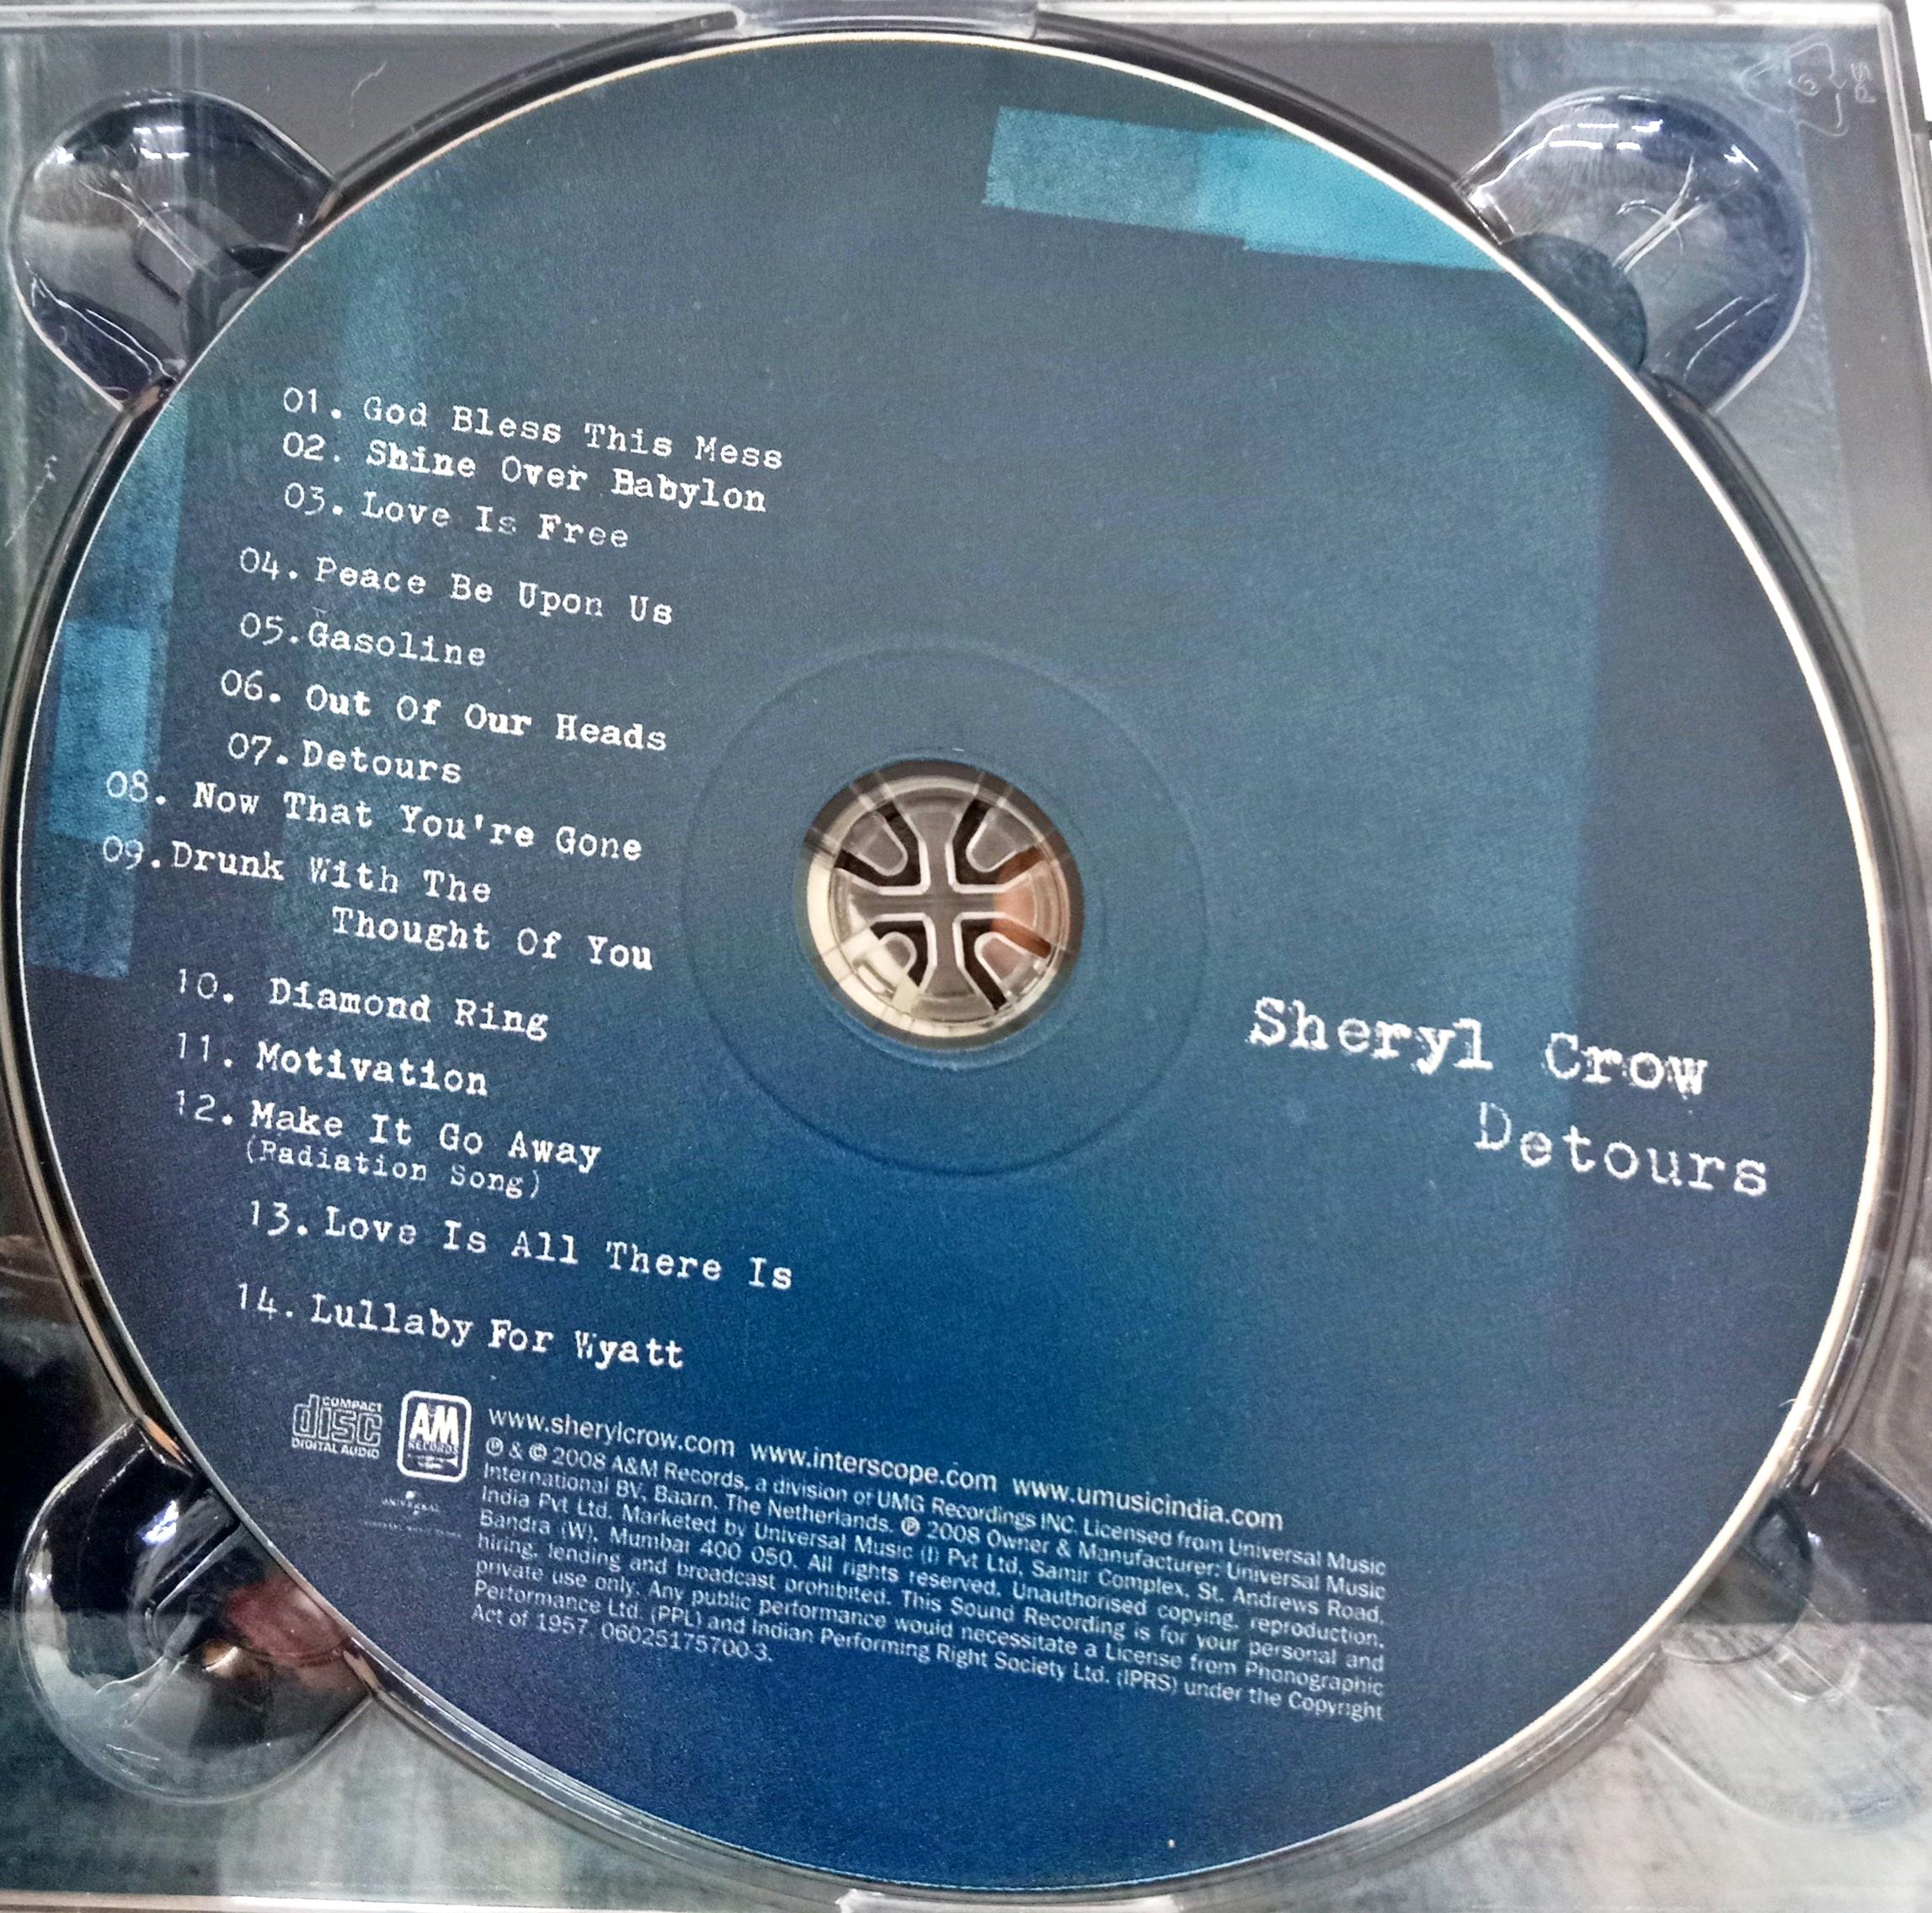 01. God Bless This Mess
02. Shine Over Babylon
03. Love Is Free
04. Peace Be Upon Us
05. Gasoline
06. Out Of Our Heads
07. Detours
08. Now That You're Gone
09. Drunk With The
Thought Of You
10. Diamond Ring
11. Motivation
12. Make It Go Away
(Radiation Song)
13. Love Is All There Is
14. Lullaby For Wyatt
Sheryl Crow
Detours
COMPACT
disc
DIGITAL AUDIO
A&M
RECORDS
UNIVERSAL
www.sherylcrow.com www.interscope.com www.umusicindia.com
℗ & © 2008 A&M Records, a division of UMG Recordings INC. Licensed from Universal Music
International BV, Baarn, The Netherlands. ℗ 2008 Owner & Manufacturer: Universal Music
India Pvt Ltd. Marketed by Universal Music (I) Pvt Ltd, Samir Complex, St. Andrews Road,
Bandra (W), Mumbai 400 050. All rights reserved. Unauthorised copying, reproduction,
hiring, lending and broadcast prohibited. This Sound Recording is for your personal and
private use only. Any public performance would necessitate a License from Phonographic
Performance Ltd. (PPL) and Indian Performing Right Society Ltd. (IPRS) under the Copyright
Act of 1957. 06025175700-3.